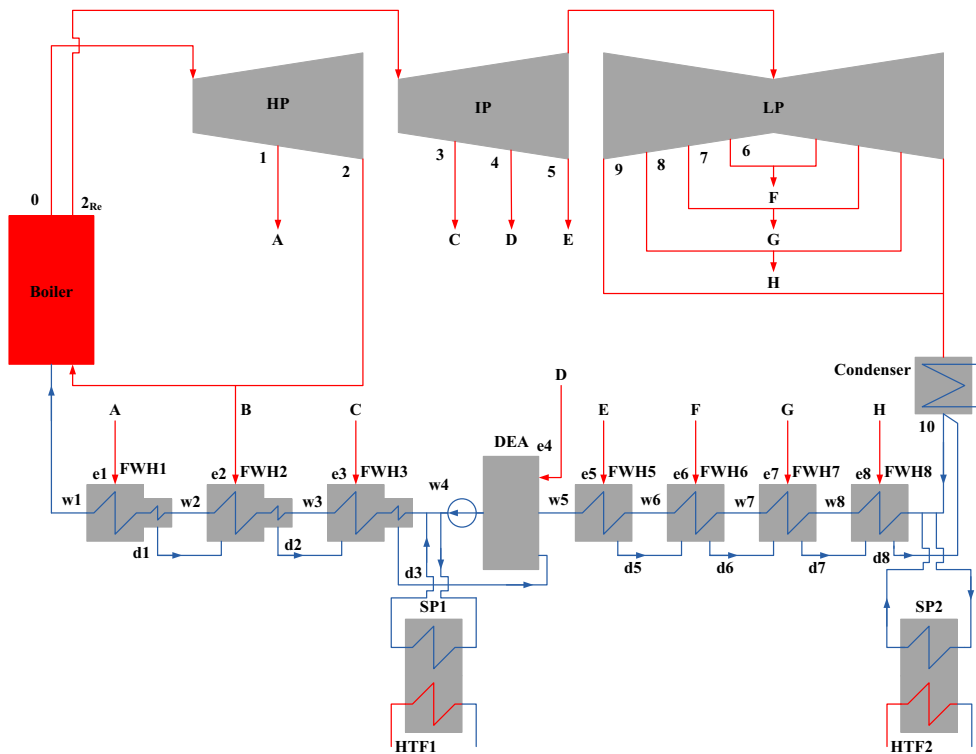 HP
IP
LP
1
2
3
4
5
6
7
8
9
0
2Re
A
C
D
E
F
G
H
Boiler
Condenser
10
A
B
C
D
E
F
G
H
DEA
e4
e1
FWH1
e2
FWH2
e3
FWH3
e5
FWH5
e6
FWH6
e7
FWH7
e8
FWH8
w1
w2
w3
w4
w5
w6
w7
w8
d1
d2
d3
d5
d6
d7
d8
SP1
SP2
HTF1
HTF2